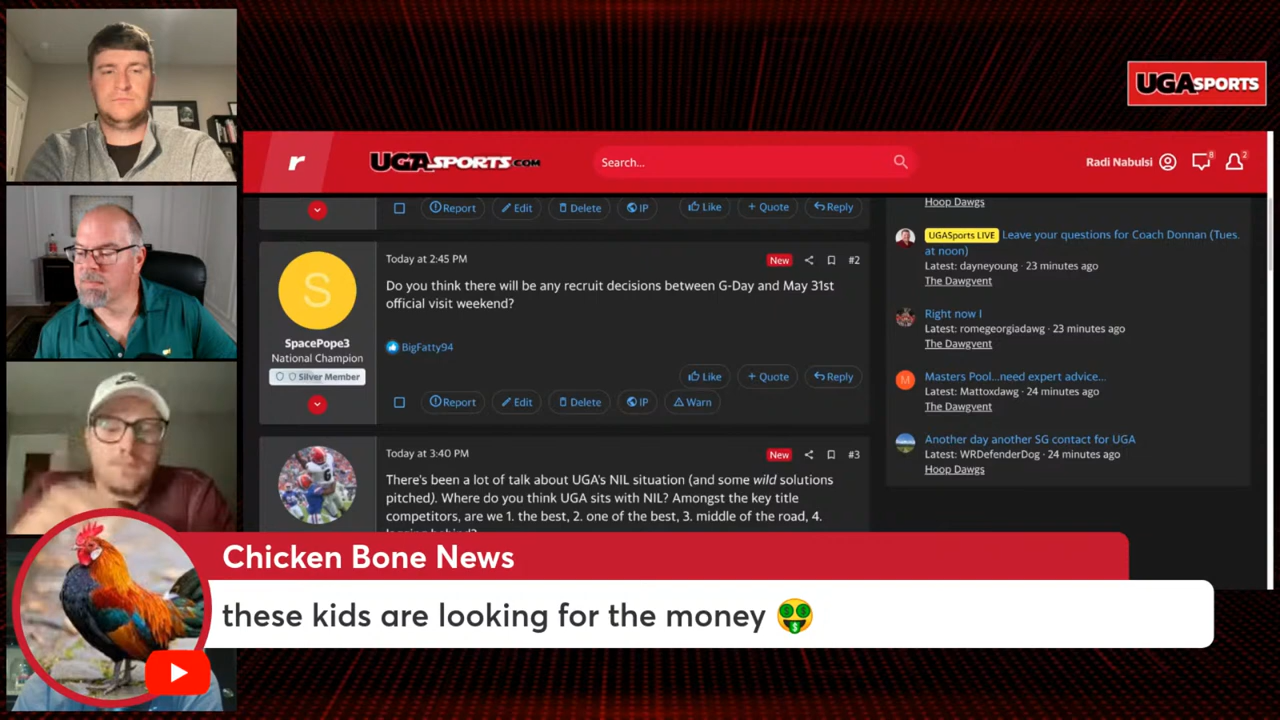 UGASPORTS
r
UGASPORTS.COM
Search...
Radi Nabulsi
8
2
Report
Edit
Delete
IP
Like
+ Quote
Reply
S
SpacePope3
National Champion
Silver Member
Today at 2:45 PM
New
#2
Do you think there will be any recruit decisions between G-Day and May 31st
official visit weekend?
BigFatty94
Like
+ Quote
Reply
Report
Edit
Delete
IP
Warn
Today at 3:40 PM
New
#3
There's been a lot of talk about UGA's NIL situation (and some wild solutions
pitched). Where do you think UGA sits with NIL? Amongst the key title
competitors, are we 1. the best, 2. one of the best, 3. middle of the road, 4.
lagging behind?
Hoop Dawgs
UGASports LIVE Leave your questions for Coach Donnan (Tues.
at noon)
Latest: dayneyoung · 23 minutes ago
The Dawgvent
Right now I
Latest: romegeorgiadawg · 23 minutes ago
The Dawgvent
M
Masters Pool...need expert advice...
Latest: Mattoxdawg · 24 minutes ago
The Dawgvent
Another day another SG contact for UGA
Latest: WRDefenderDog · 24 minutes ago
Hoop Dawgs
Chicken Bone News
these kids are looking for the money 🤑